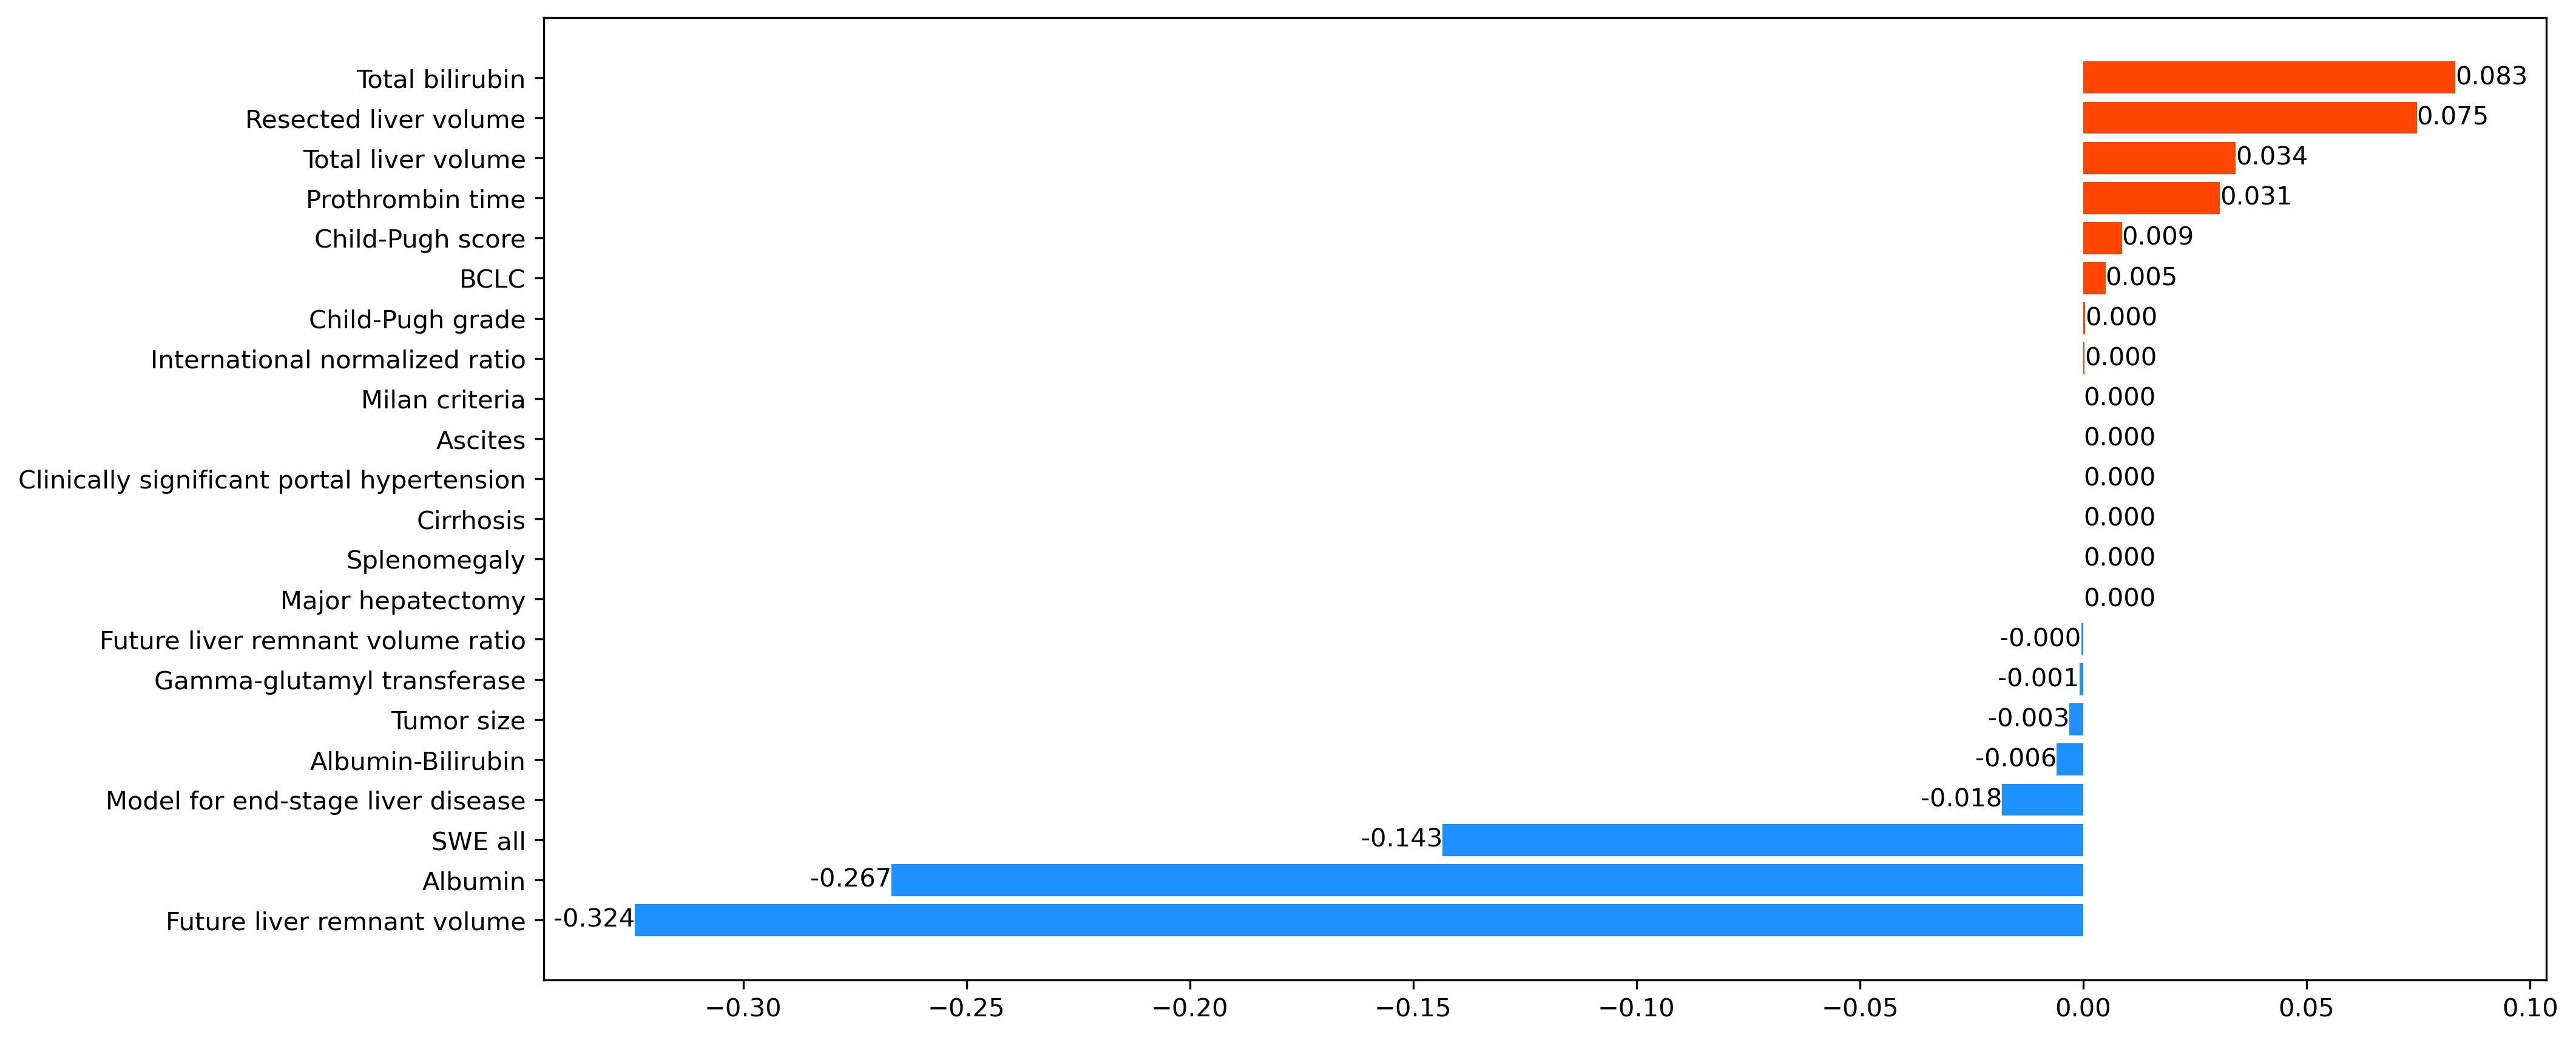 Total bilirubin 0.083
Resected liver volume 0.075
Total liver volume 0.034
Prothrombin time 0.031
Child-Pugh score 0.009
BCLC 0.005
Child-Pugh grade 0.000
International normalized ratio 0.000
Milan criteria 0.000
Ascites 0.000
Clinically significant portal hypertension 0.000
Cirrhosis 0.000
Splenomegaly 0.000
Major hepatectomy 0.000
Future liver remnant volume ratio -0.000
Gamma-glutamyl transferase -0.001
Tumor size -0.003
Albumin-Bilirubin -0.006
Model for end-stage liver disease -0.018
SWE all -0.143
Albumin -0.267
Future liver remnant volume -0.324
−0.30 −0.25 −0.20 −0.15 −0.10 −0.05 0.00 0.05 0.10